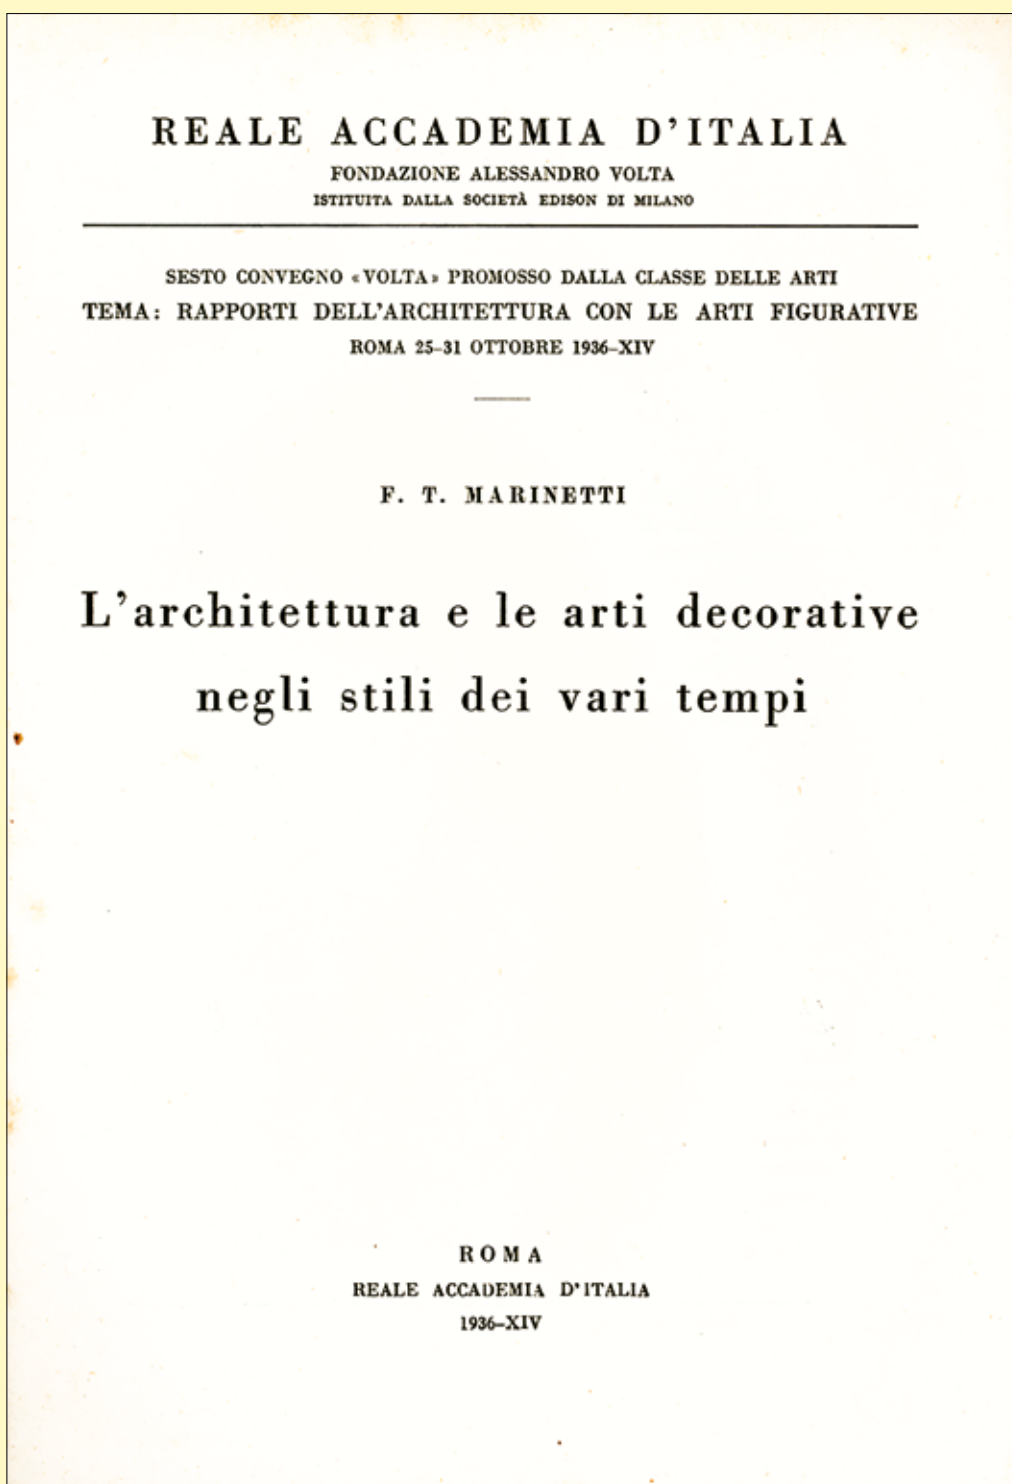 REALE ACCADEMIA D'ITALIA
FONDAZIONE ALESSANDRO VOLTA
ISTITUITA DALLA SOCIETÀ EDISON DI MILANO
SESTO CONVEGNO «VOLTA» PROMOSSO DALLA CLASSE DELLE ARTI
TEMA: RAPPORTI DELL'ARCHITETTURA CON LE ARTI FIGURATIVE
ROMA 25–31 OTTOBRE 1936–XIV
F. T. MARINETTI
L'architettura e le arti decorative
negli stili dei vari tempi
ROMA
REALE ACCADEMIA D'ITALIA
1936–XIV